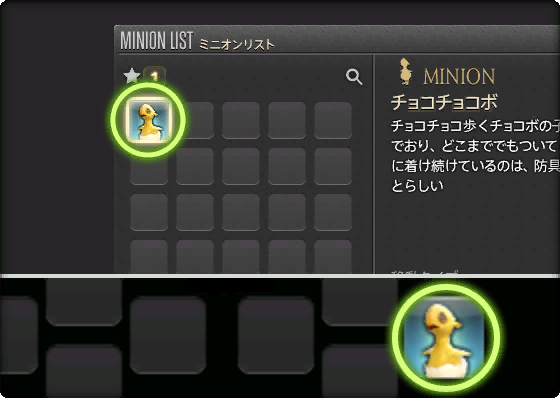 MINION LIST ミニオンリスト
1
MINION
チョコチョコボ
チョコチョコ歩くチョコボの子
であり、どこまででもついて
に着け続けているのは、防具
とらしい